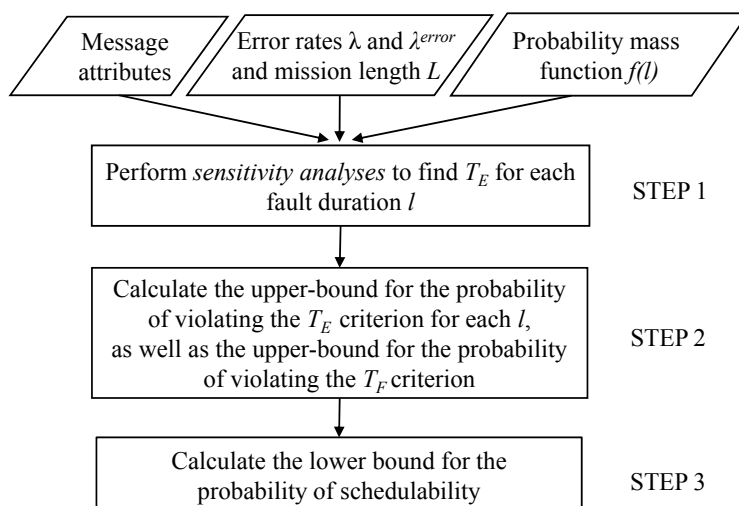 Message
attributes
Error rates λ and λ^error
and mission length L
Probability mass
function f(l)
Perform sensitivity analyses to find T_E for each
fault duration l
STEP 1
Calculate the upper-bound for the probability
of violating the T_E criterion for each l,
as well as the upper-bound for the probability
of violating the T_F criterion
STEP 2
Calculate the lower bound for the
probability of schedulability
STEP 3